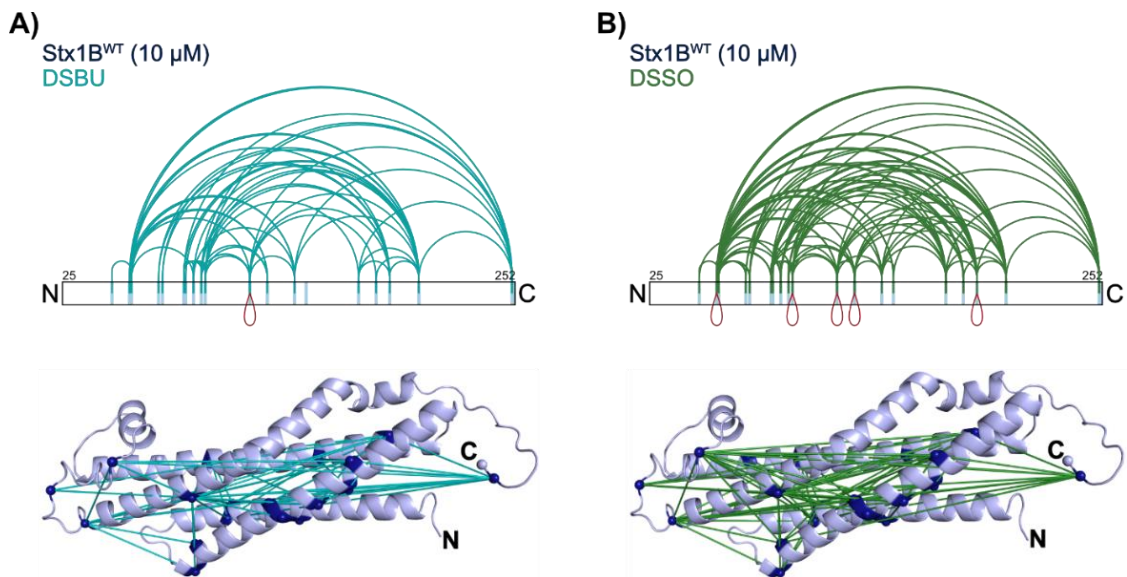 A)
Stx1B^WT (10 µM)
DSBU
25
252
N
C
C
N
B)
Stx1B^WT (10 µM)
DSSO
25
252
N
C
C
N